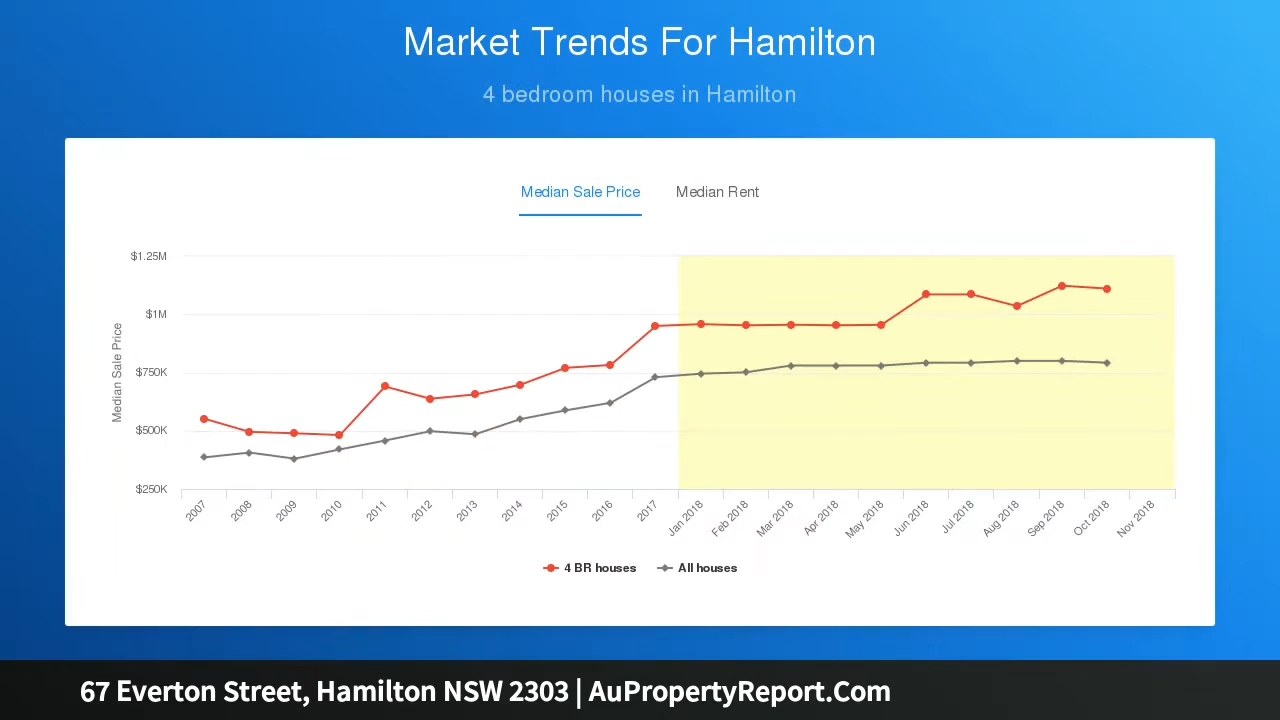 Market Trends For Hamilton
4 bedroom houses in Hamilton
Median Sale Price
Median Rent
Median Sale Price
$1.25M
$1M
$750K
$500K
$250K
2007
2008
2009
2010
2011
2012
2013
2014
2015
2016
2017
Jan 2018
Feb 2018
Mar 2018
Apr 2018
May 2018
Jun 2018
Jul 2018
Aug 2018
Sep 2018
Oct 2018
Nov 2018
4 BR houses
All houses
67 Everton Street, Hamilton NSW 2303 | AuPropertyReport.Com